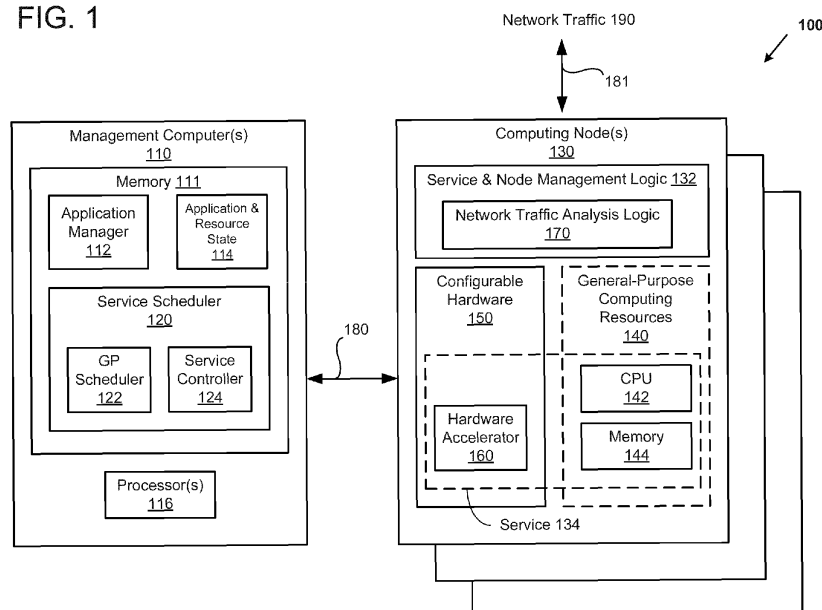 FIG. 1
Network Traffic 190
100
181
Management Computer(s)
110
Memory 111
Application
Manager
112
Application &
Resource
State
114
Service Scheduler
120
GP
Scheduler
122
Service
Controller
124
Processor(s)
116
180
Computing Node(s)
130
Service & Node Management Logic 132
Network Traffic Analysis Logic
170
Configurable
Hardware
150
General-Purpose
Computing
Resources
140
CPU
142
Hardware
Accelerator
160
Memory
144
Service 134